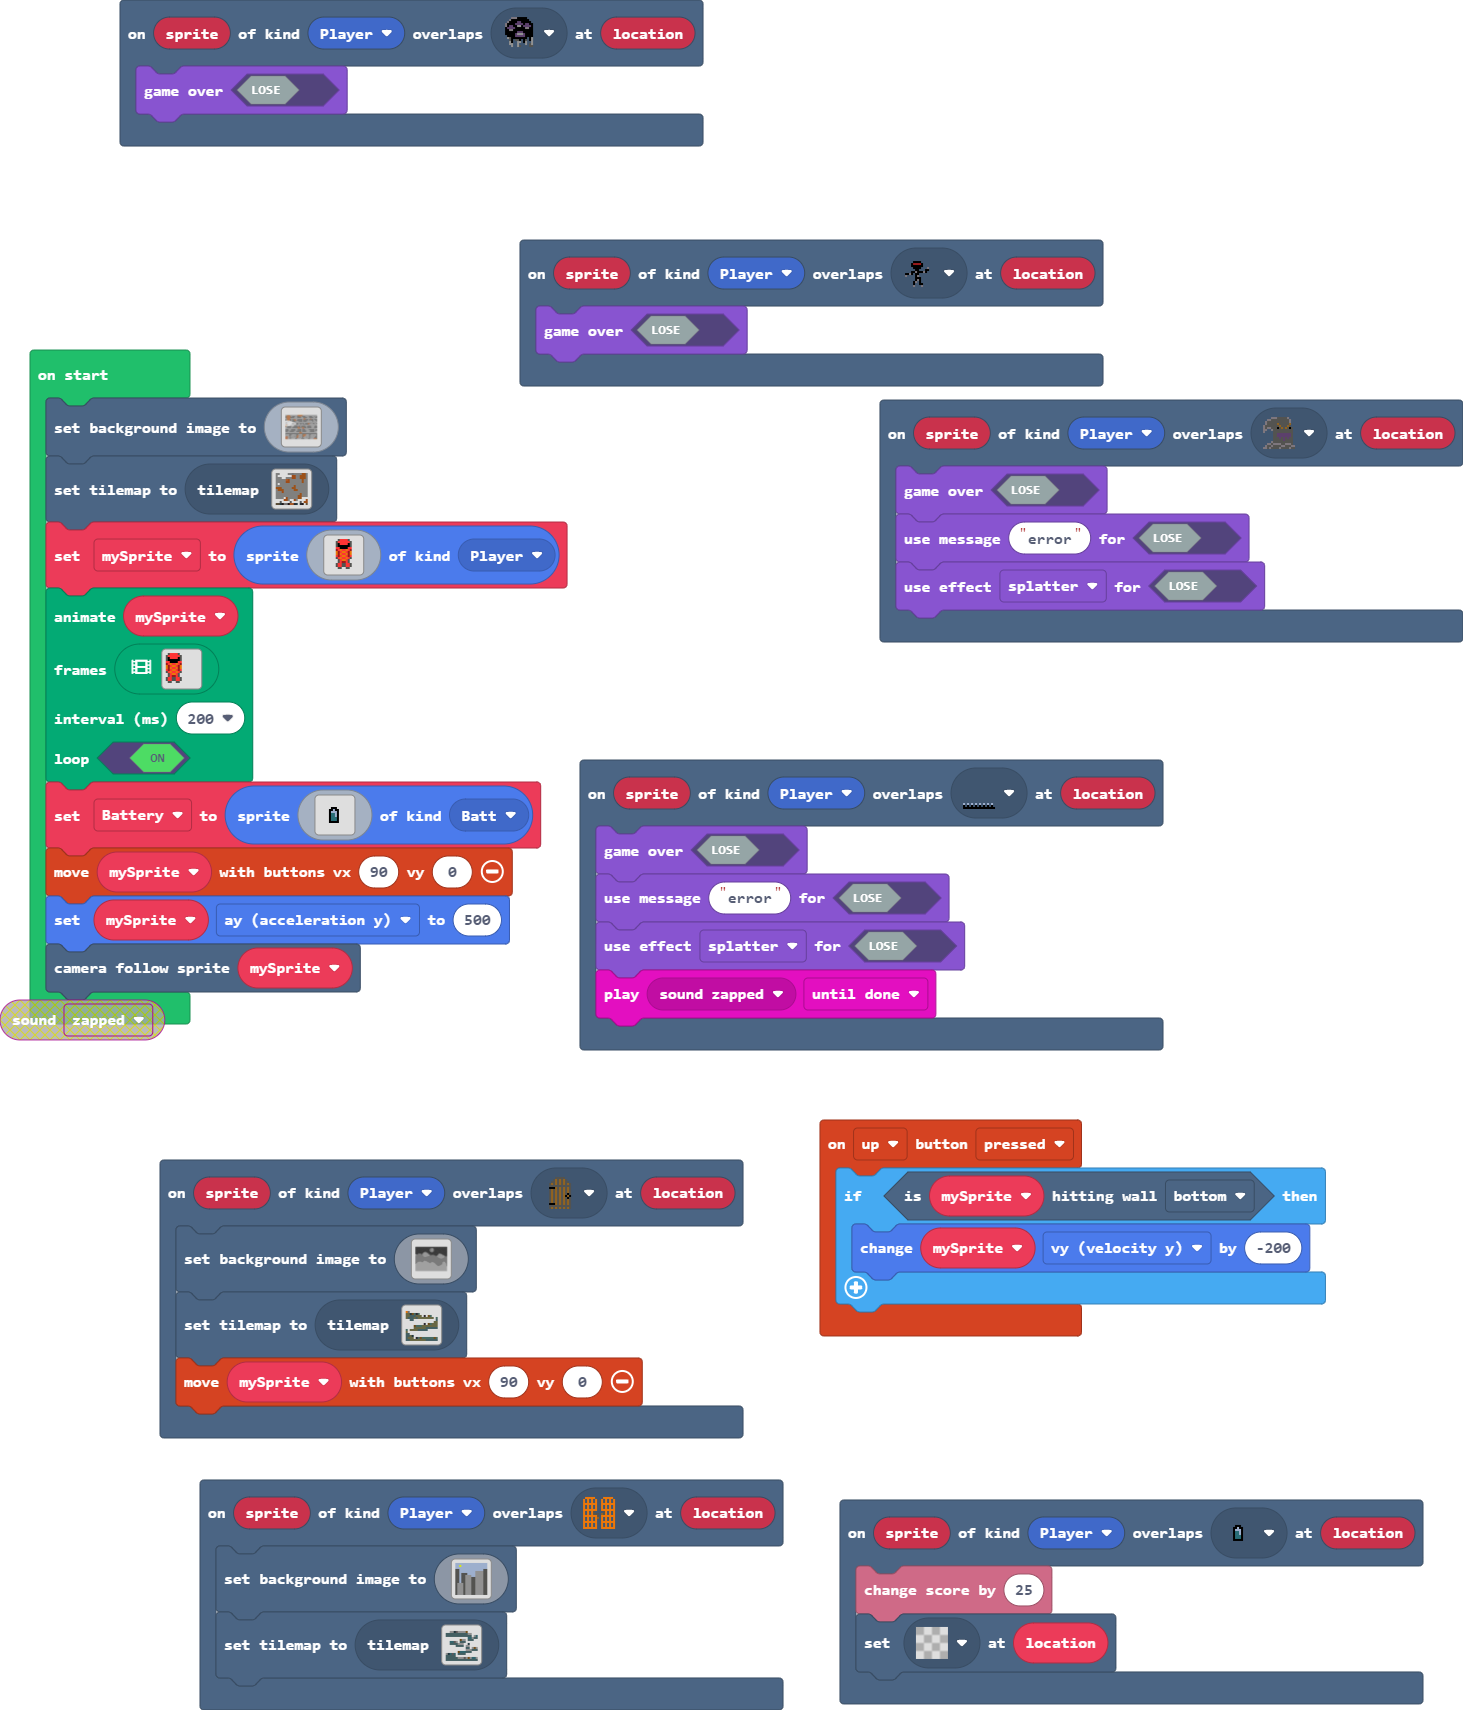 on sprite of kind Player overlaps at location
game over LOSE
on sprite of kind Player overlaps at location
game over LOSE
on start
set background image to
set tilemap to tilemap
set mySprite to sprite of kind Player
animate mySprite
frames
interval (ms) 200
loop ON
set Battery to sprite of kind Batt
move mySprite with buttons vx 90 vy 0
set mySprite ay (acceleration y) to 500
camera follow sprite mySprite
sound zapped
on sprite of kind Player overlaps at location
game over LOSE
use message "error" for LOSE
use effect splatter for LOSE
on sprite of kind Player overlaps at location
game over LOSE
use message "error" for LOSE
use effect splatter for LOSE
play sound zapped until done
on up button pressed
if is mySprite hitting wall bottom then
change mySprite vy (velocity y) by -200
on sprite of kind Player overlaps at location
set background image to
set tilemap to tilemap
move mySprite with buttons vx 90 vy 0
on sprite of kind Player overlaps at location
set background image to
set tilemap to tilemap
on sprite of kind Player overlaps at location
change score by 25
set at location